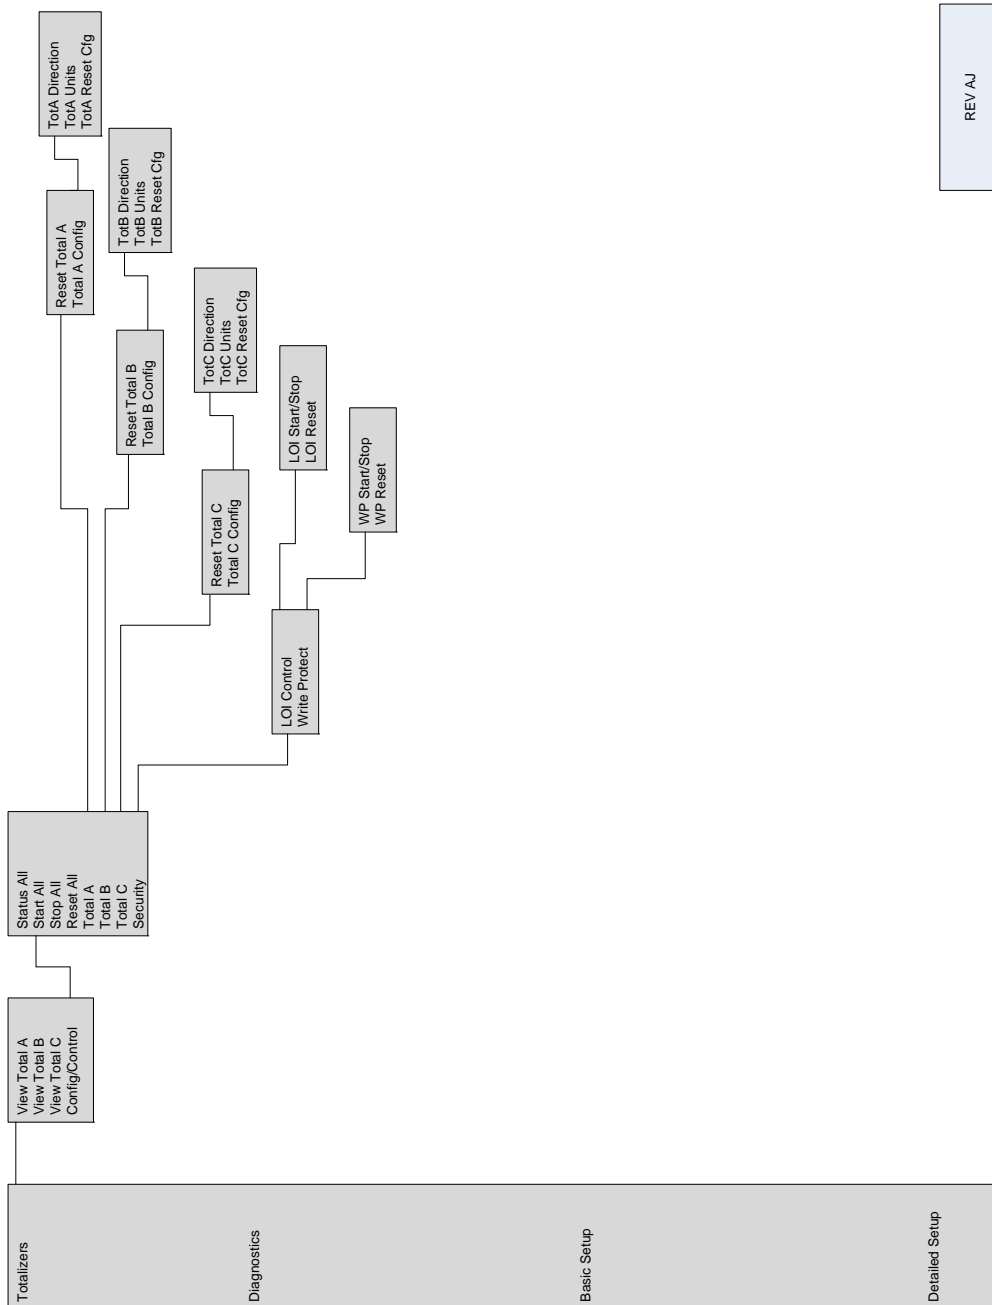 Totalizers
Diagnostics
Basic Setup
Detailed Setup
View Total A
View Total B
View Total C
Config/Control
Status All
Start All
Stop All
Reset All
Total A
Total B
Total C
Security
Reset Total A
Total A Config
TotA Direction
TotA Units
TotA Reset Cfg
Reset Total B
Total B Config
TotB Direction
TotB Units
TotB Reset Cfg
Reset Total C
Total C Config
TotC Direction
TotC Units
TotC Reset Cfg
LOI Control
Write Protect
LOI Start/Stop
LOI Reset
WP Start/Stop
WP Reset
REV AJ